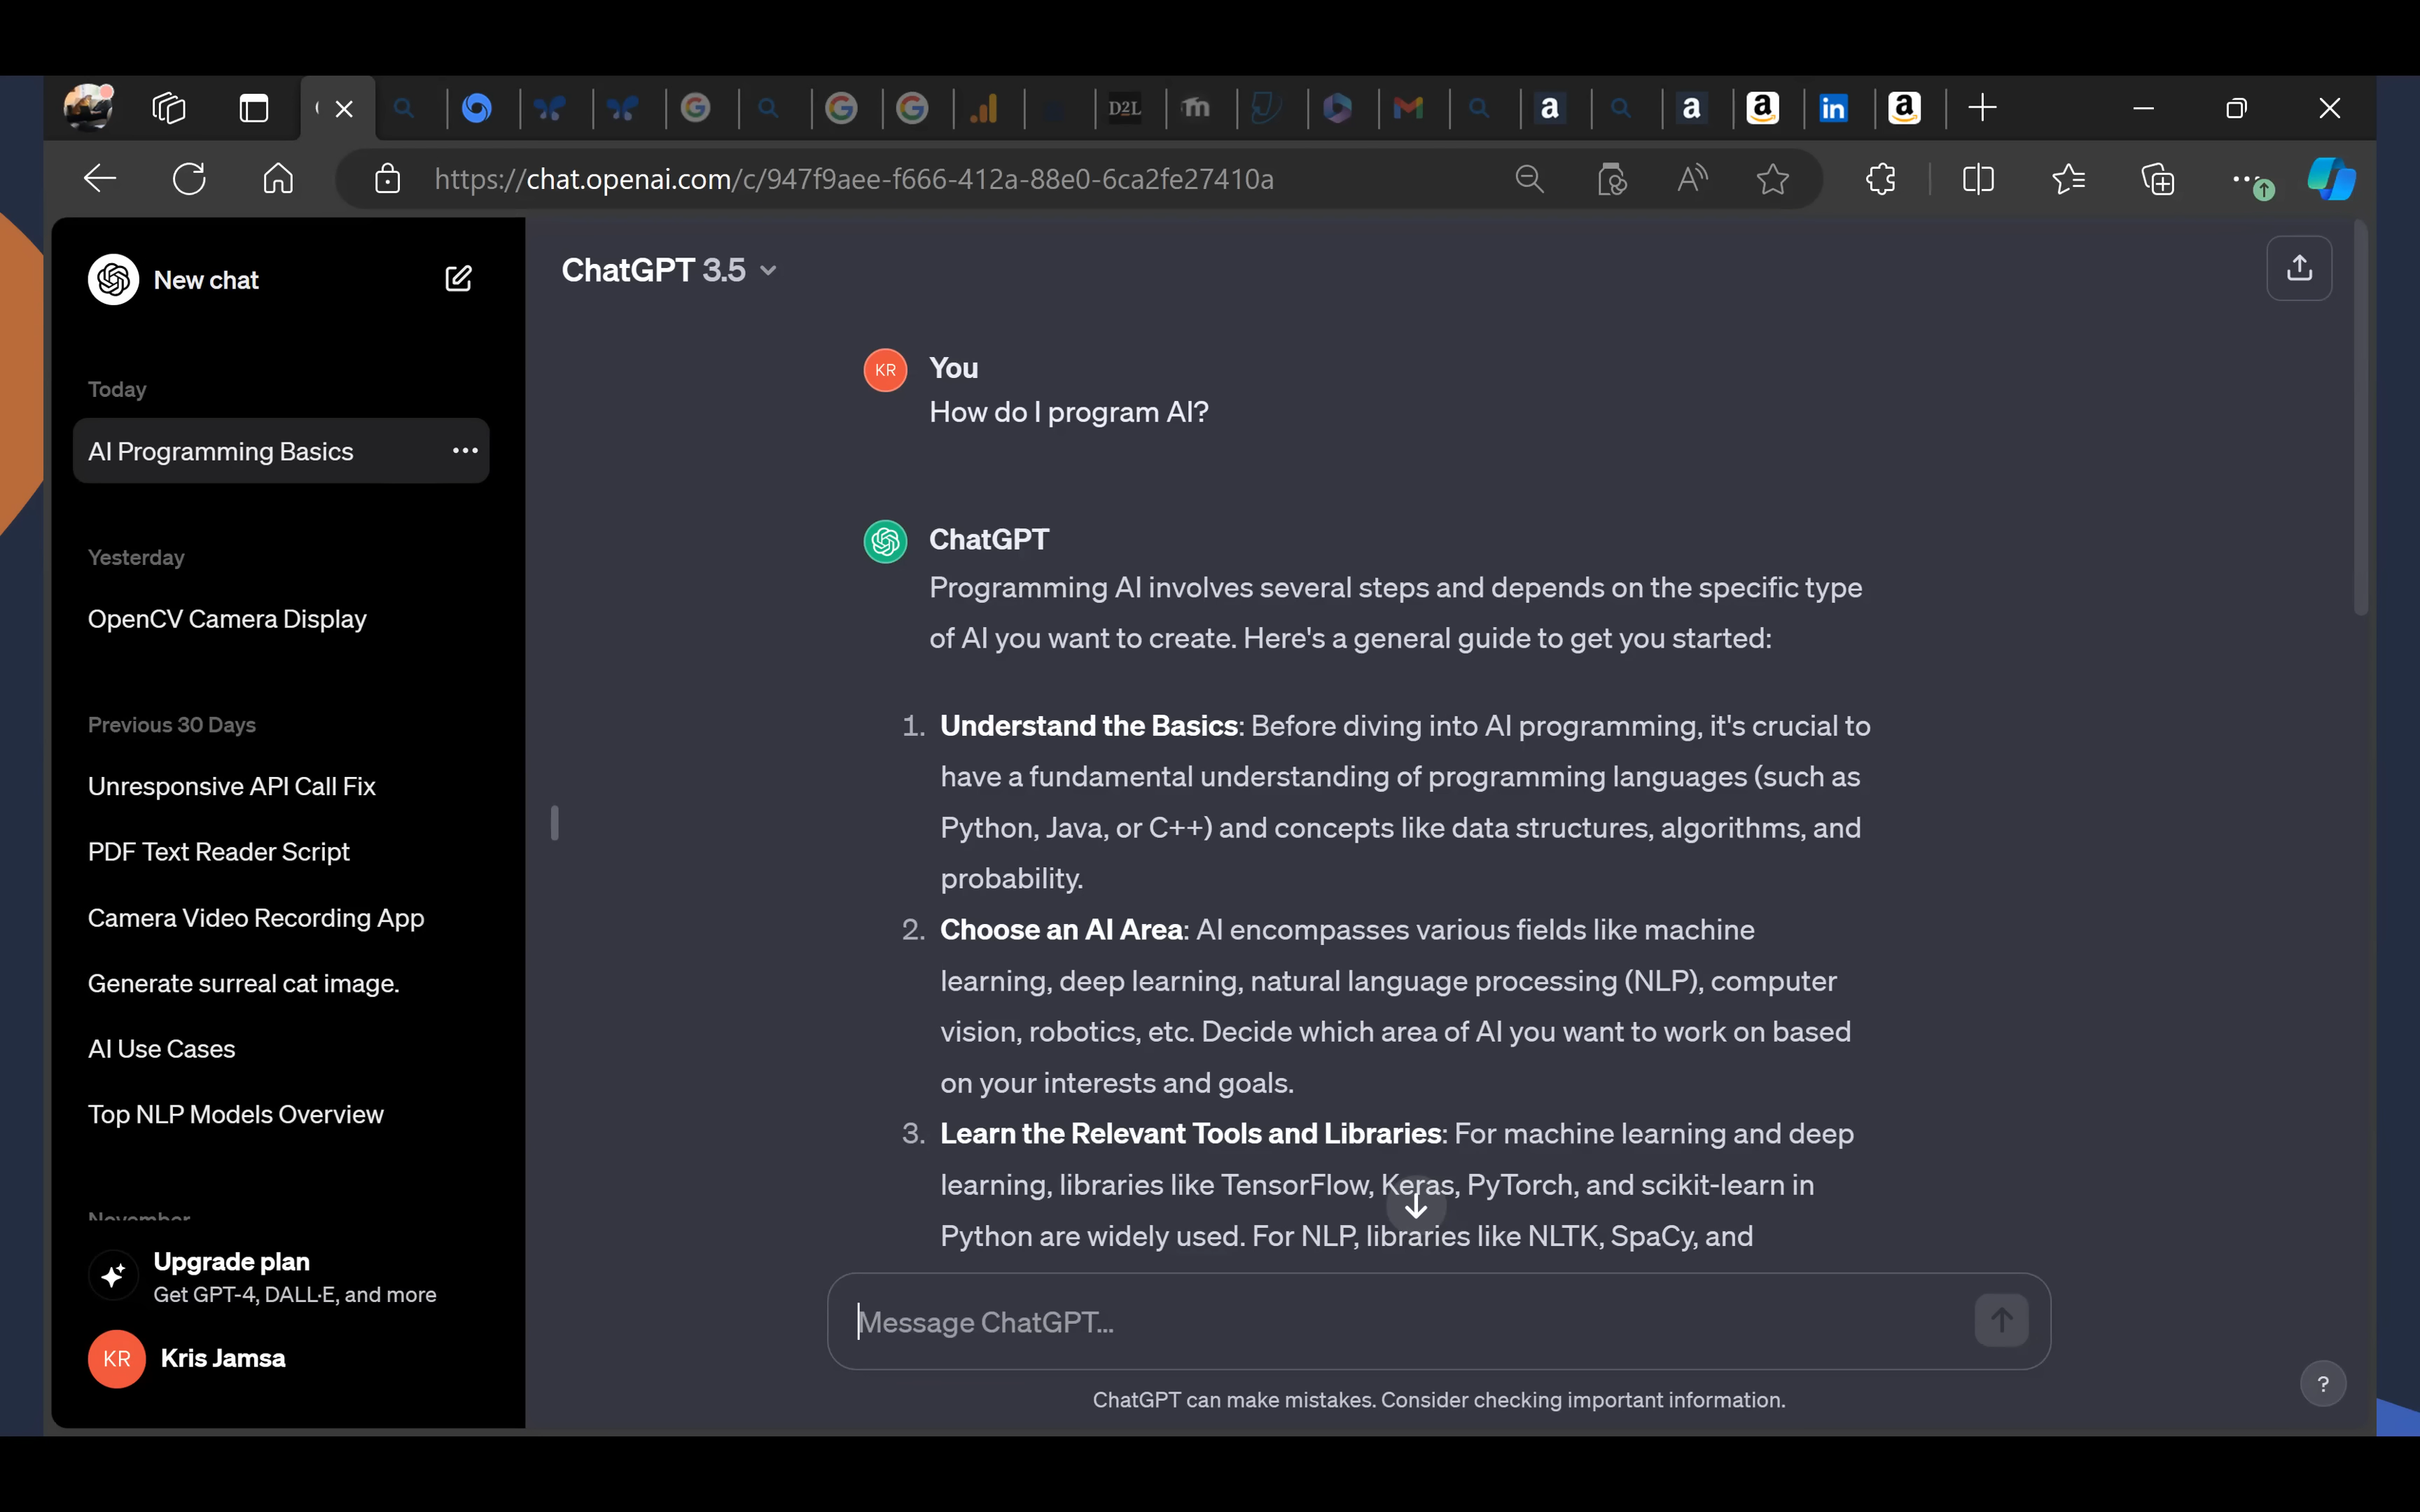 D2L
https://chat.openai.com/c/947f9aee-f666-412a-88e0-6ca2fe27410a
New chat
Today
AI Programming Basics
Yesterday
OpenCV Camera Display
Previous 30 Days
Unresponsive API Call Fix
PDF Text Reader Script
Camera Video Recording App
Generate surreal cat image.
AI Use Cases
Top NLP Models Overview
November
Upgrade plan
Get GPT-4, DALL·E, and more
KR
Kris Jamsa
ChatGPT 3.5
KR
You
How do I program AI?
ChatGPT
Programming AI involves several steps and depends on the specific type
of AI you want to create. Here's a general guide to get you started:
1. Understand the Basics: Before diving into AI programming, it's crucial to
have a fundamental understanding of programming languages (such as
Python, Java, or C++) and concepts like data structures, algorithms, and
probability.
2. Choose an AI Area: AI encompasses various fields like machine
learning, deep learning, natural language processing (NLP), computer
vision, robotics, etc. Decide which area of AI you want to work on based
on your interests and goals.
3. Learn the Relevant Tools and Libraries: For machine learning and deep
learning, libraries like TensorFlow, Keras, PyTorch, and scikit-learn in
Python are widely used. For NLP, libraries like NLTK, SpaCy, and
Message ChatGPT...
ChatGPT can make mistakes. Consider checking important information.
?